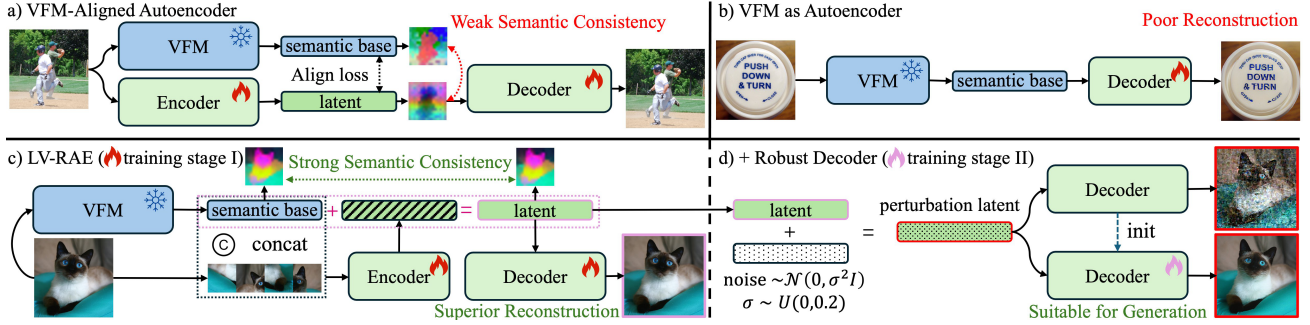 a) VFM-Aligned Autoencoder
Weak Semantic Consistency
VFM
semantic base
Align loss
Encoder
latent
Decoder
b) VFM as Autoencoder
Poor Reconstruction
PUSH
DOWN
& TURN
VFM
semantic base
Decoder
PUSH
DOWN
& TURN
c) LV-RAE (training stage I)
Strong Semantic Consistency
VFM
semantic base
+
=
latent
C concat
Encoder
Decoder
Superior Reconstruction
d) + Robust Decoder (training stage II)
latent
+
noise ~𝒩(0, σ²I)
σ ~ U(0,0.2)
=
perturbation latent
Decoder
init
Decoder
Suitable for Generation